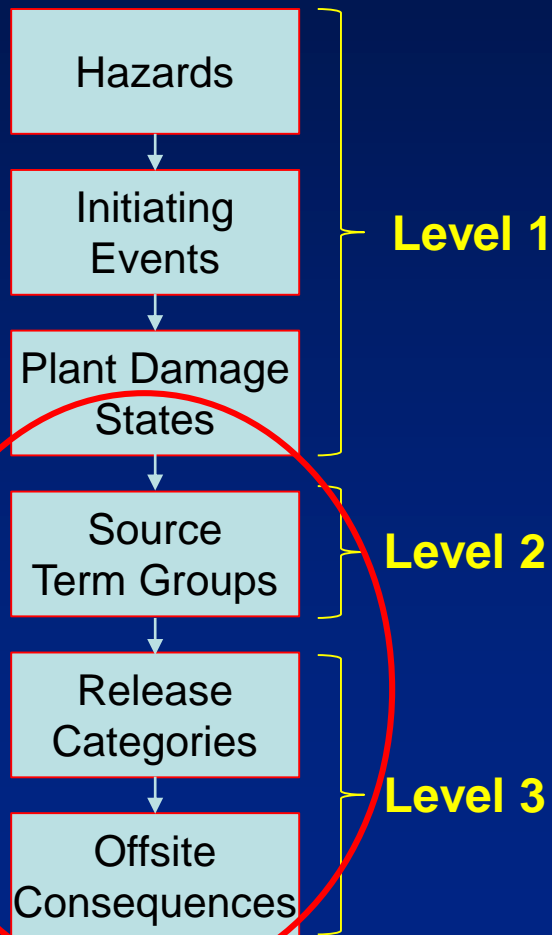 Hazards
Initiating
Events
Level 1
Plant Damage
States
Source
Term Groups
Level 2
Release
Categories
Level 3
Offsite
Consequences